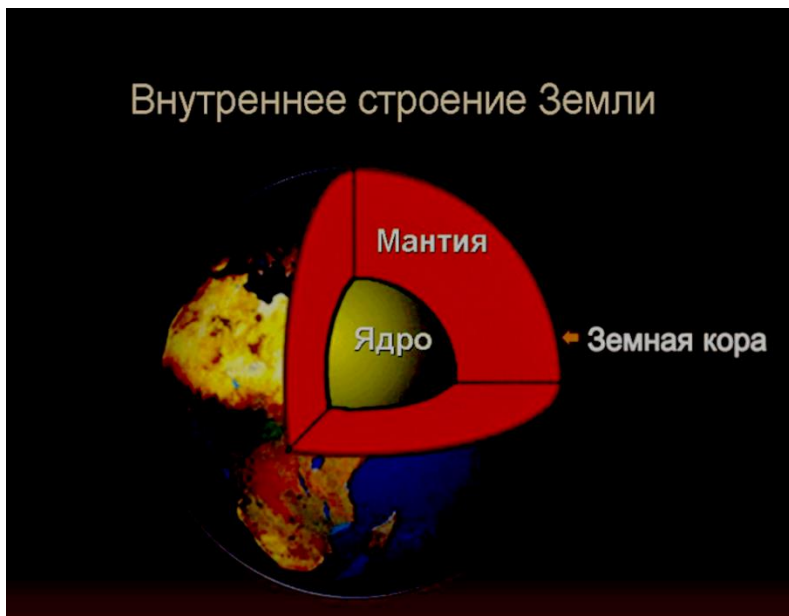 Внутреннее строение Земли
Мантия
Ядро
Земная кора